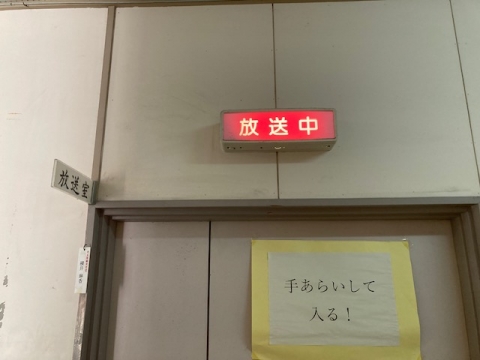 放送中
放送室
手あらいして
入る！